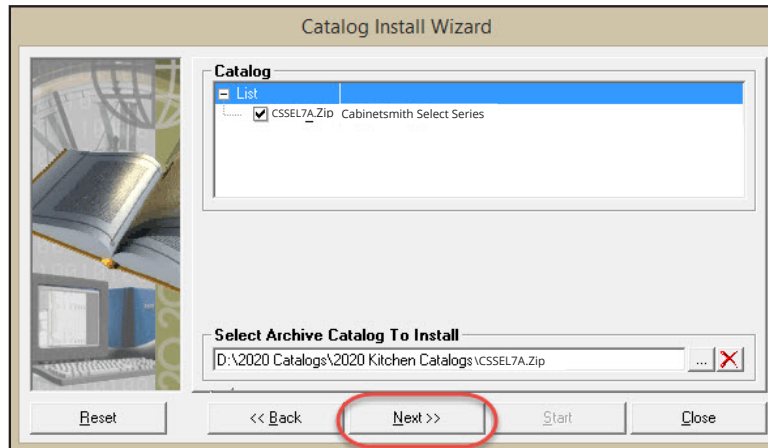 Catalog Install Wizard
Catalog
List
CSSEL7A.Zip Cabinetsmith Select Series
Select Archive Catalog To Install
D:\2020 Catalogs\2020 Kitchen Catalogs\CSSEL7A.Zip ...
Reset << Back Next >> Start Close